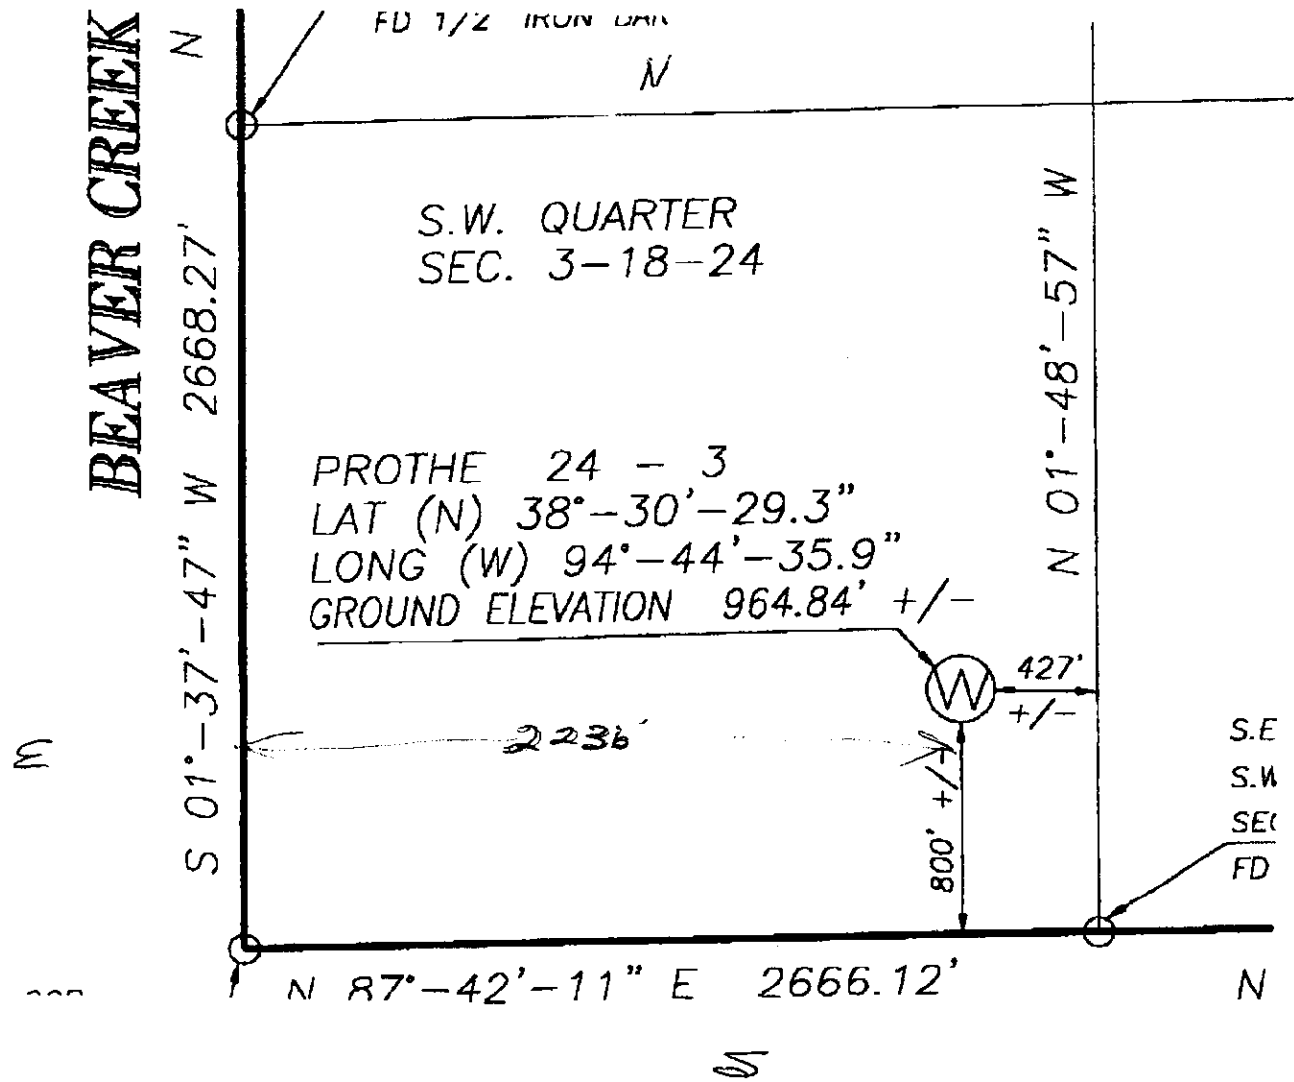 FD 1/2 IRON BAR
N
BEAVER CREEK
N
S 01°-37'-47" W 2668.27'
S.W. QUARTER
SEC. 3-18-24
N 01°-48'-57" W
PROTHE 24 - 3
LAT (N) 38°-30'-29.3"
LONG (W) 94°-44'-35.9"
GROUND ELEVATION 964.84' +/-
W
427'
+/-
2236'
800' +/-
S.E
S.W
SEC
FD
N 87°-42'-11" E 2666.12'
N